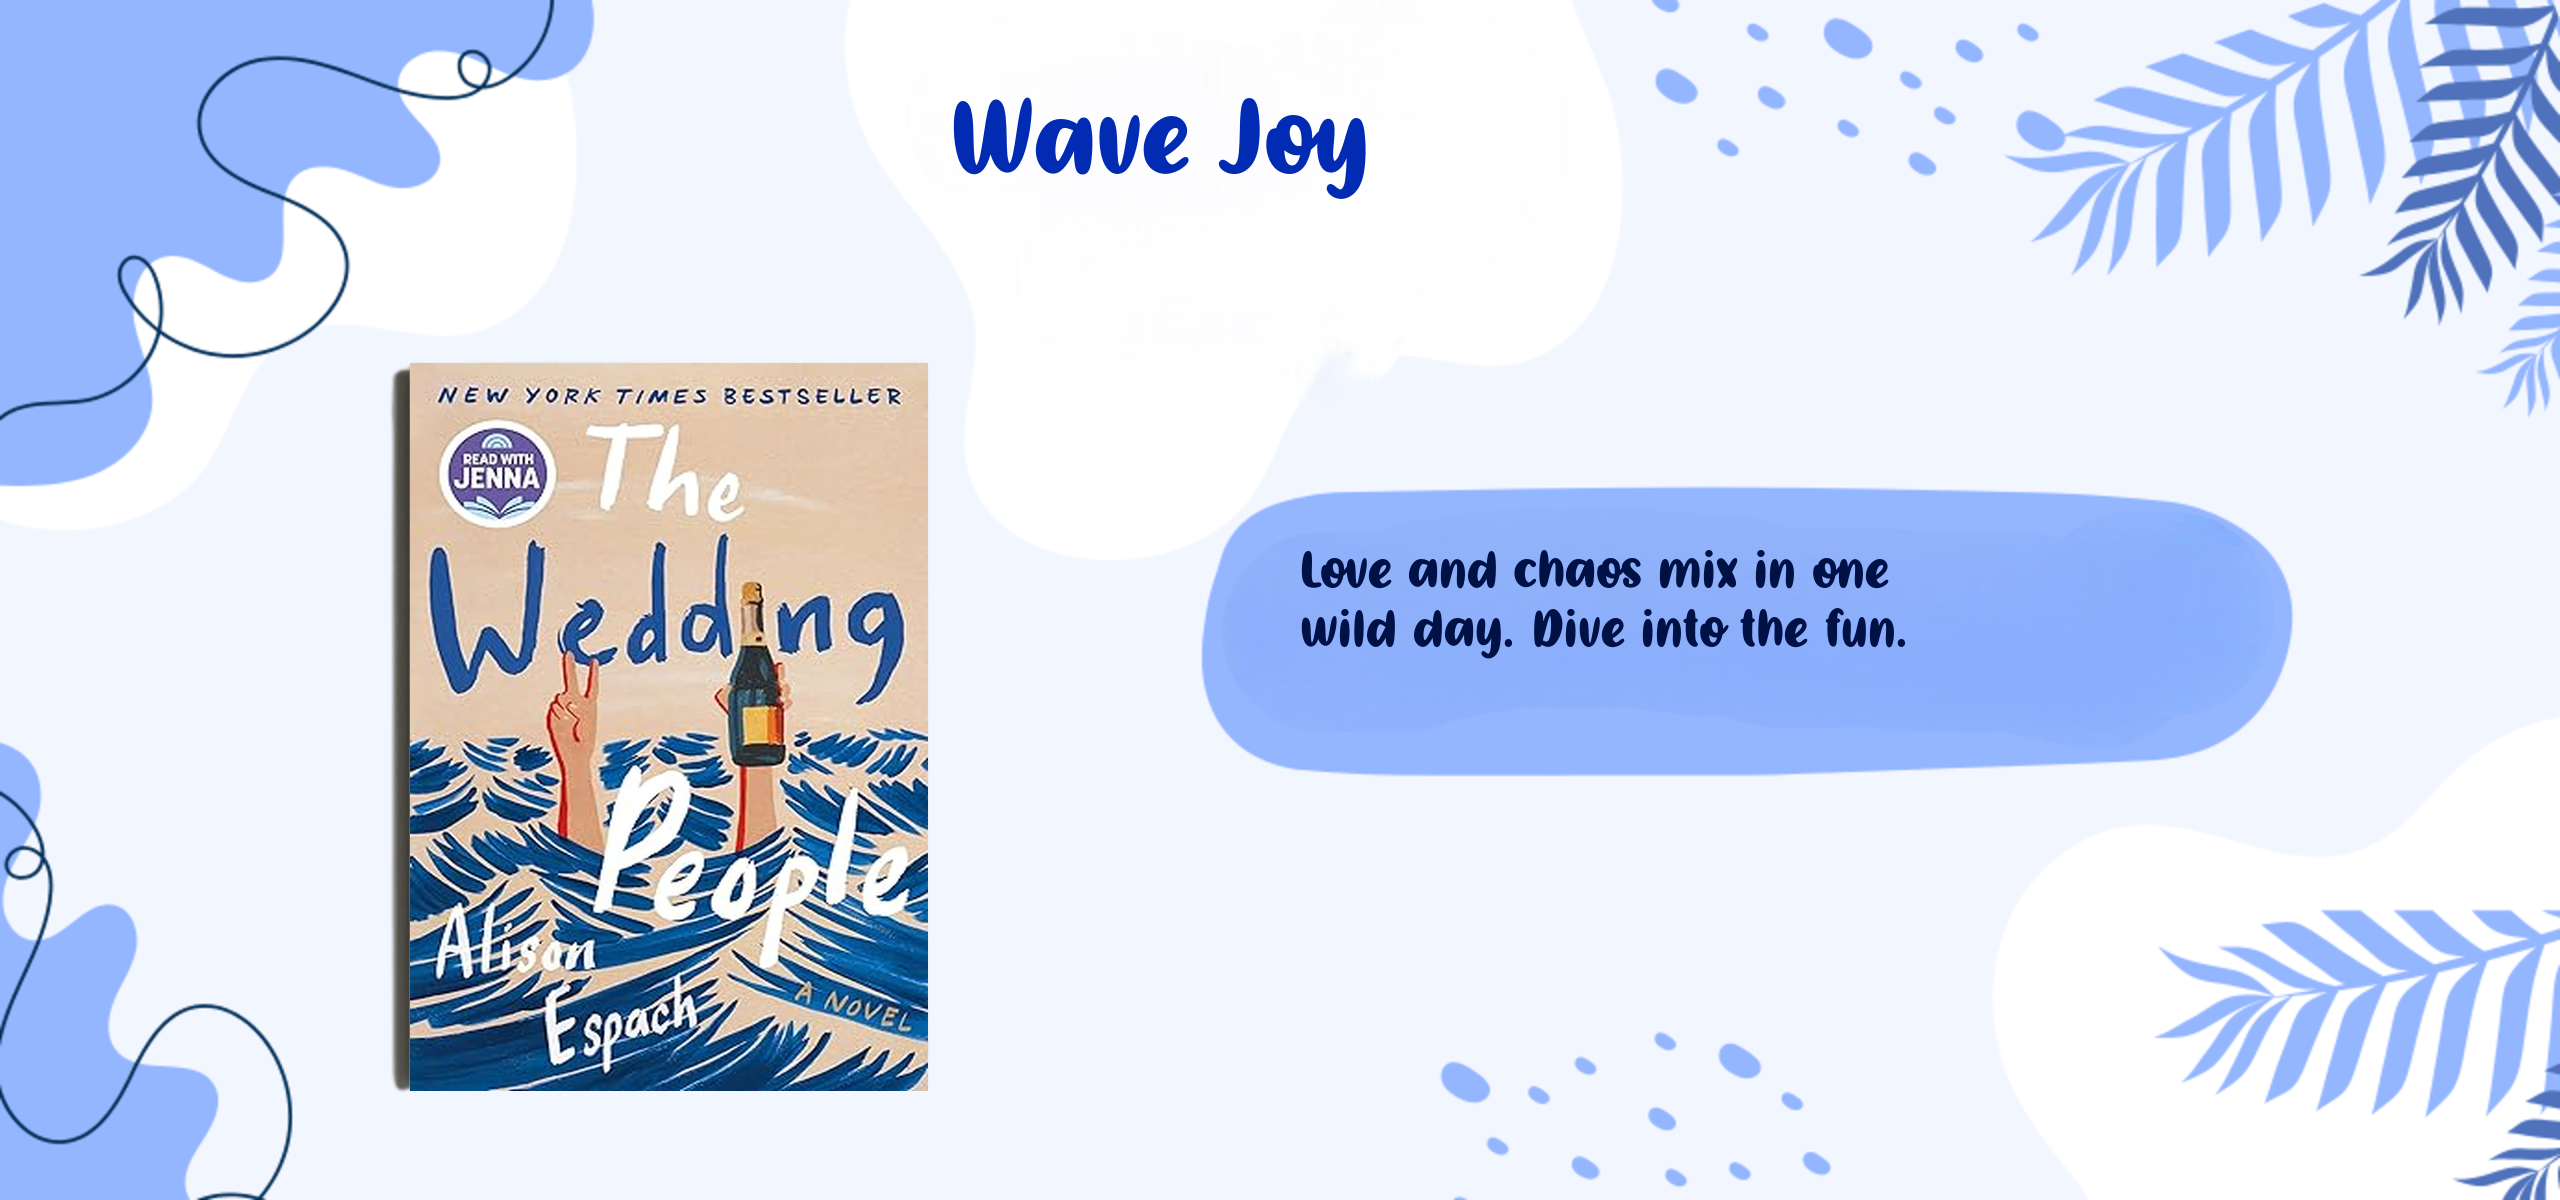 Wave Joy
NEW YORK TIMES BESTSELLER
READ WITH
JENNA
The
Wedding
People
Alison
Espach
A NOVEL
Love and chaos mix in one
wild day. Dive into the fun.